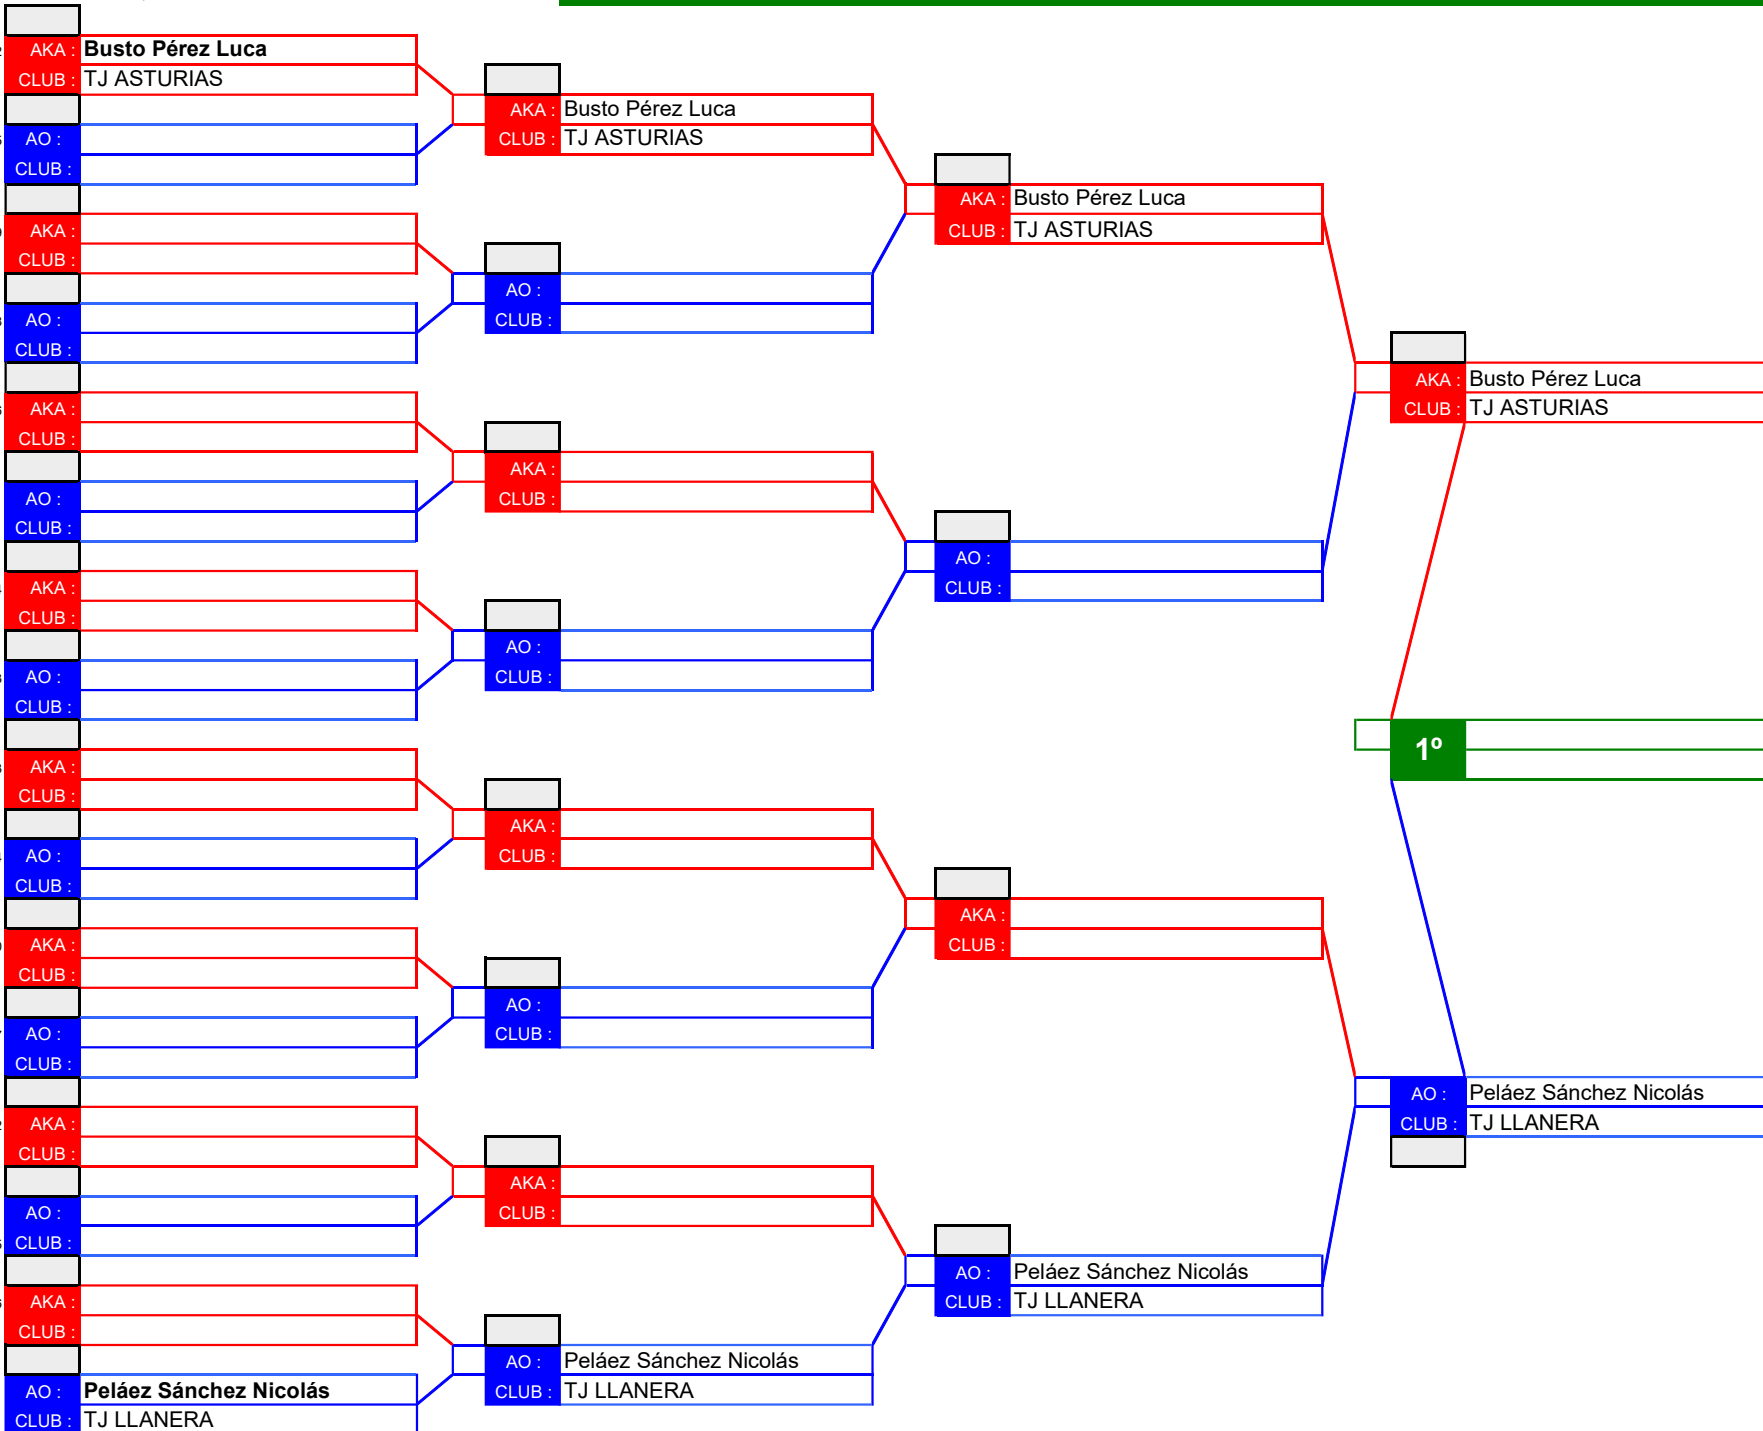 AKA : Busto Pérez Luca
CLUB : TJ ASTURIAS
AO :
CLUB :
AKA :
CLUB :
AO :
CLUB :
AKA :
CLUB :
AO :
CLUB :
AKA :
CLUB :
AO :
CLUB :
AKA :
CLUB :
AO :
CLUB :
AKA :
CLUB :
AO :
CLUB :
AKA :
CLUB :
AO :
CLUB :
AKA :
CLUB :
AO : Peláez Sánchez Nicolás
CLUB : TJ LLANERA
AKA : Busto Pérez Luca
CLUB : TJ ASTURIAS
AO :
CLUB :
AKA :
CLUB :
AO :
CLUB :
AKA :
CLUB :
AO :
CLUB :
AKA :
CLUB :
AO : Peláez Sánchez Nicolás
CLUB : TJ LLANERA
AKA : Busto Pérez Luca
CLUB : TJ ASTURIAS
AO :
CLUB :
AKA :
CLUB :
AO : Peláez Sánchez Nicolás
CLUB : TJ LLANERA
AKA : Busto Pérez Luca
CLUB : TJ ASTURIAS
1º
AO : Peláez Sánchez Nicolás
CLUB : TJ LLANERA